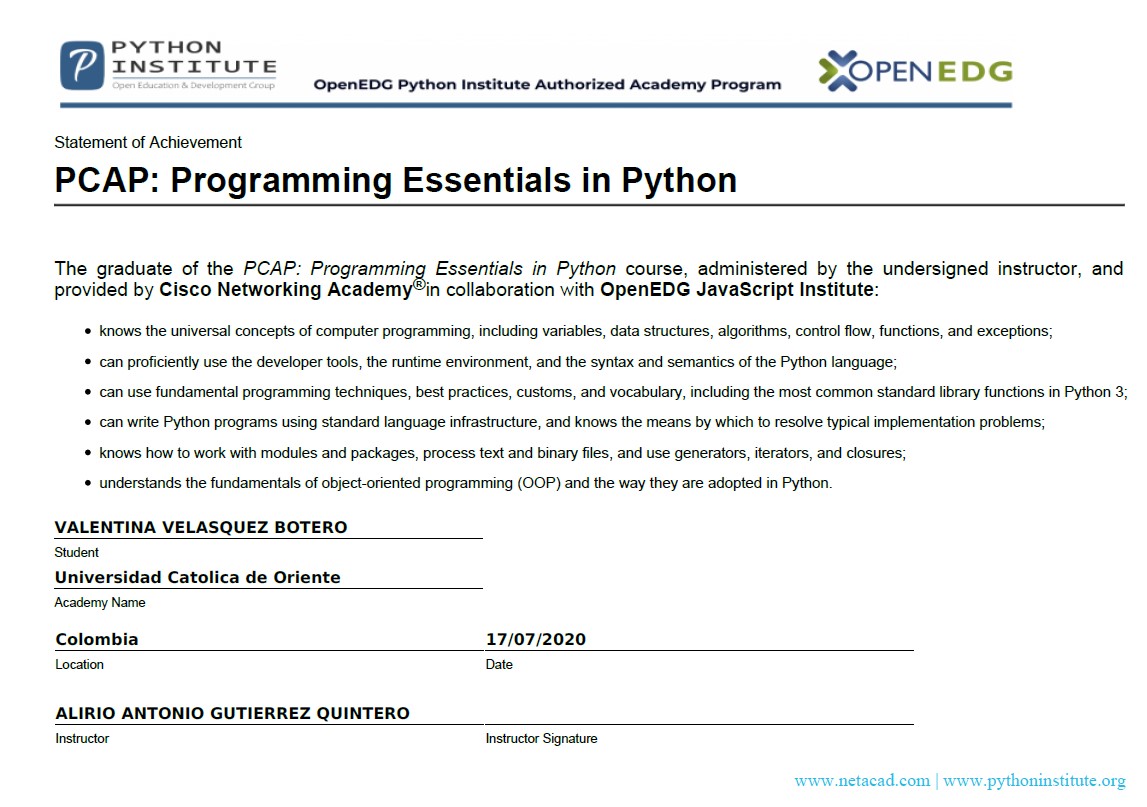 PYTHON
INSTITUTE
Open Education & Development Group
OpenEDG Python Institute Authorized Academy Program
OPENEDG
Statement of Achievement
PCAP: Programming Essentials in Python
The graduate of the PCAP: Programming Essentials in Python course, administered by the undersigned instructor, and
provided by Cisco Networking Academy®in collaboration with OpenEDG JavaScript Institute:
• knows the universal concepts of computer programming, including variables, data structures, algorithms, control flow, functions, and exceptions;
• can proficiently use the developer tools, the runtime environment, and the syntax and semantics of the Python language;
• can use fundamental programming techniques, best practices, customs, and vocabulary, including the most common standard library functions in Python 3;
• can write Python programs using standard language infrastructure, and knows the means by which to resolve typical implementation problems;
• knows how to work with modules and packages, process text and binary files, and use generators, iterators, and closures;
• understands the fundamentals of object-oriented programming (OOP) and the way they are adopted in Python.
VALENTINA VELASQUEZ BOTERO
Student
Universidad Catolica de Oriente
Academy Name
Colombia 17/07/2020
Location Date
ALIRIO ANTONIO GUTIERREZ QUINTERO
Instructor Instructor Signature
www.netacad.com | www.pythoninstitute.org